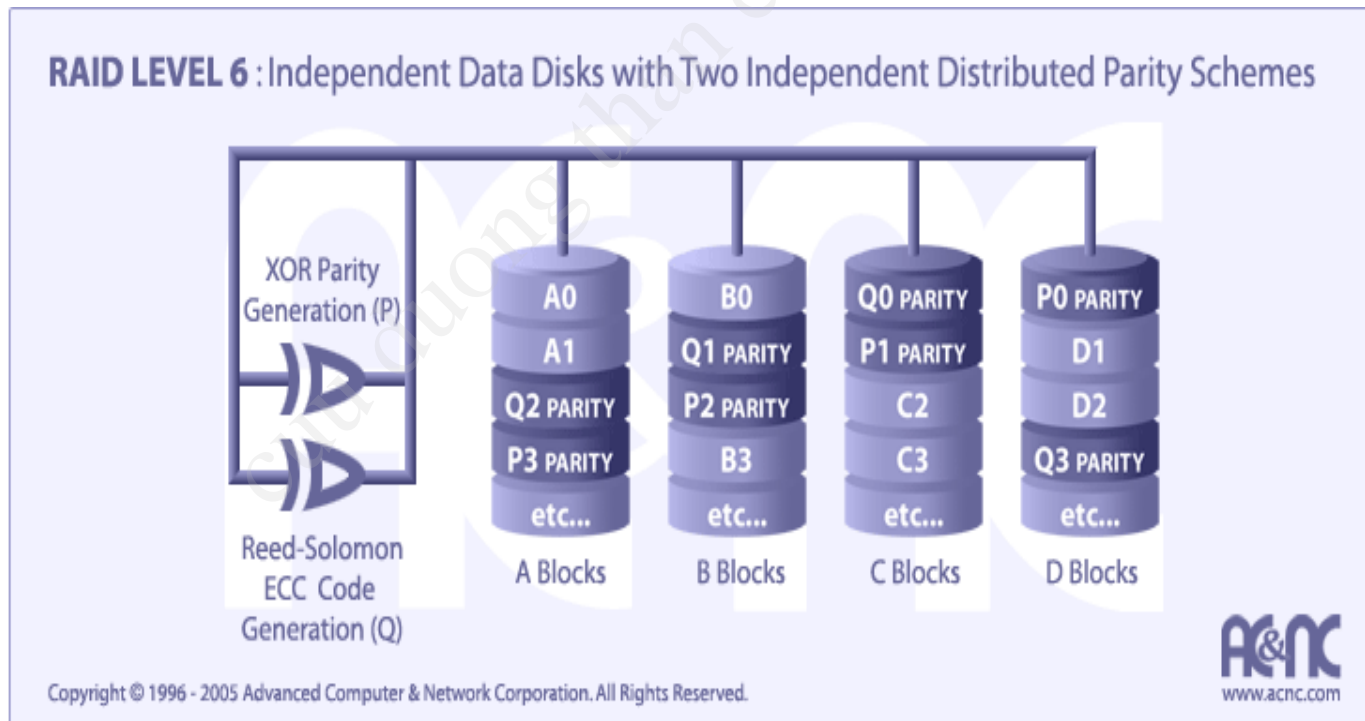 RAID LEVEL 6 : Independent Data Disks with Two Independent Distributed Parity Schemes
XOR Parity
Generation (P)
Reed-Solomon
ECC Code
Generation (Q)
A0
A1
Q2 PARITY
P3 PARITY
etc...
A Blocks
B0
Q1 PARITY
P2 PARITY
B3
etc...
B Blocks
Q0 PARITY
P1 PARITY
C2
C3
etc...
C Blocks
P0 PARITY
D1
D2
Q3 PARITY
etc...
D Blocks
cuu duong than
AC&NC
www.acnc.com
Copyright © 1996 - 2005 Advanced Computer & Network Corporation. All Rights Reserved.